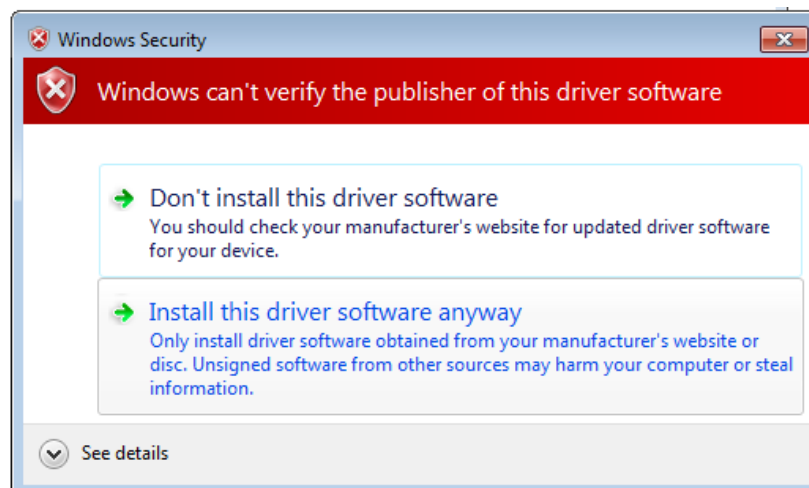 Windows Security
Windows can't verify the publisher of this driver software
Don't install this driver software
You should check your manufacturer's website for updated driver software
for your device.
Install this driver software anyway
Only install driver software obtained from your manufacturer's website or
disc. Unsigned software from other sources may harm your computer or steal
information.
See details